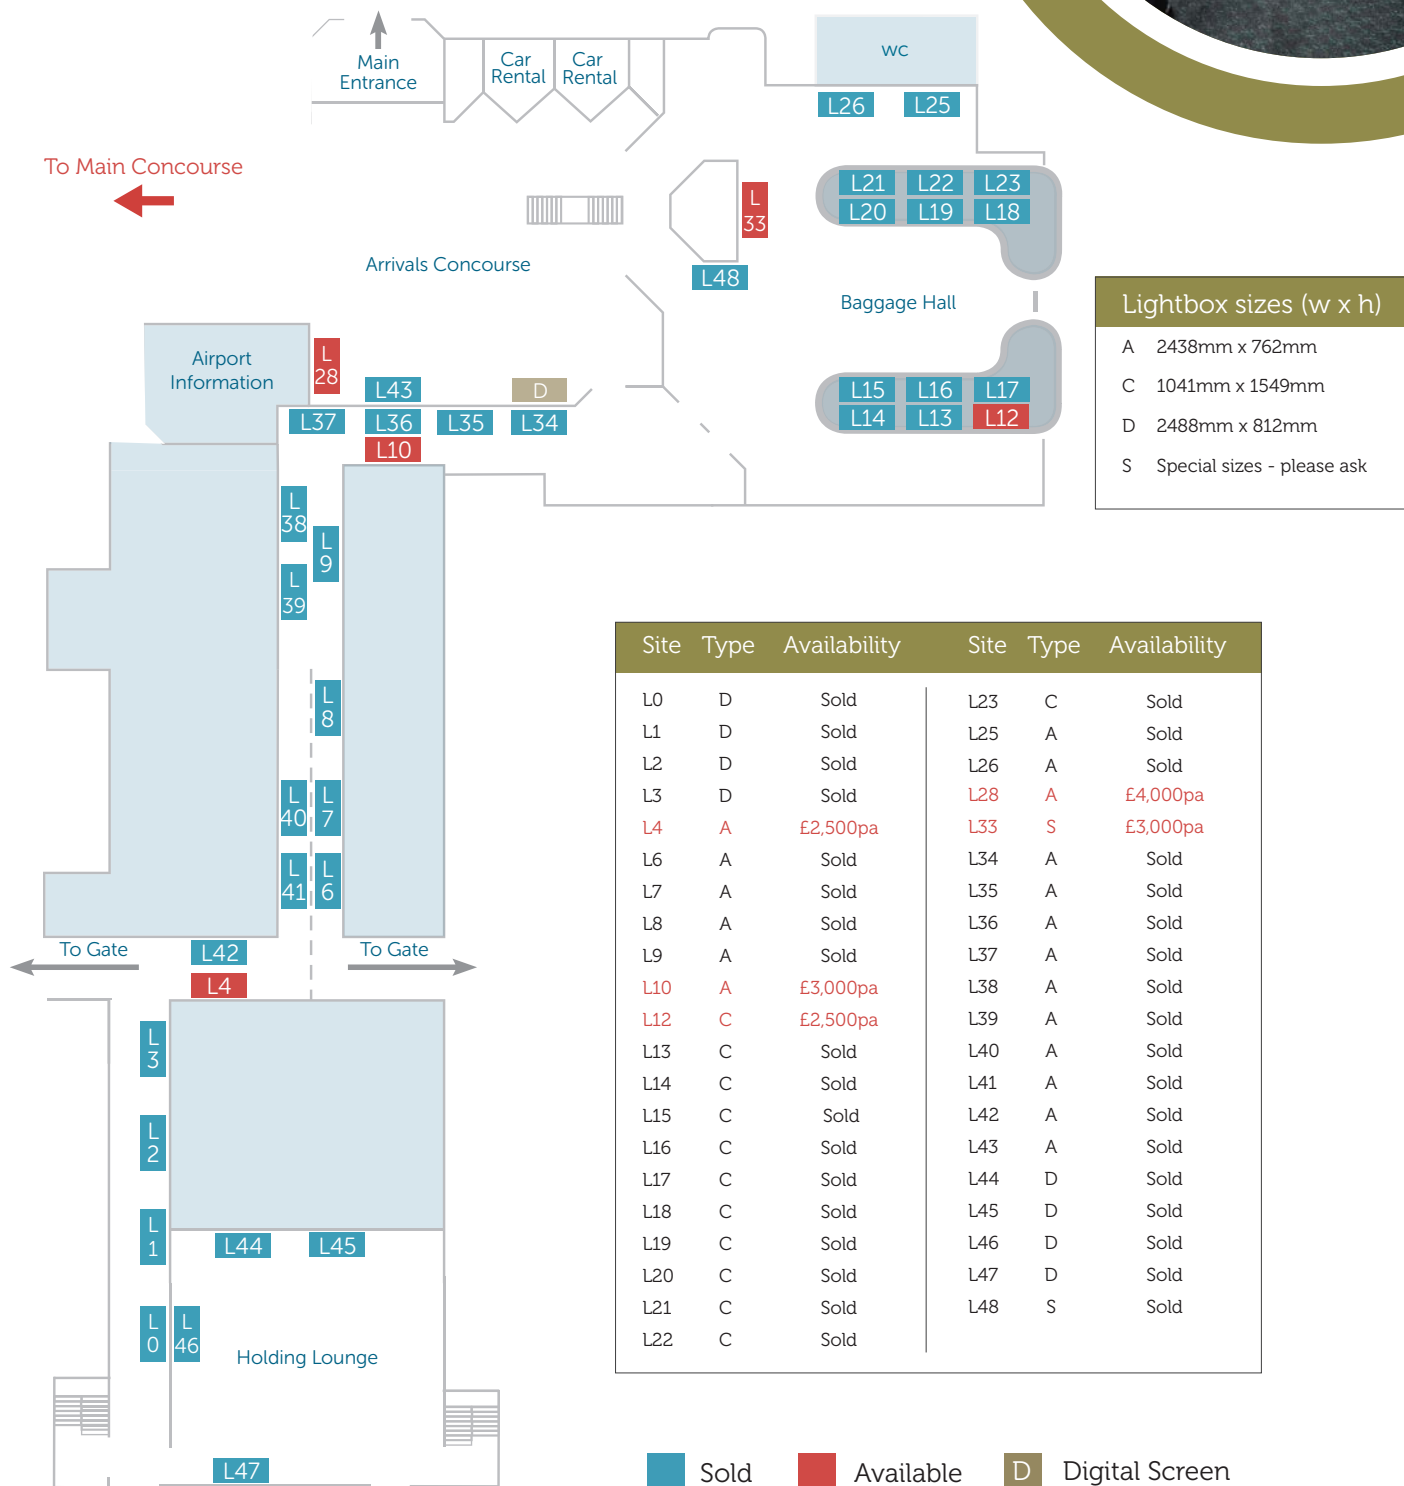 Main
Entrance
Car
Rental
Car
Rental
wc
L26 L25
To Main Concourse
L21 L22 L23
L20 L19 L18
L
33
Arrivals Concourse
L48
Baggage Hall
Lightbox sizes (w x h)
A 2438mm x 762mm
C 1041mm x 1549mm
D 2488mm x 812mm
S Special sizes - please ask
Airport
Information
L
28
L43
D
L37 L36 L35 L34
L10
L15 L16 L17
L14 L13 L12
L
38
L
9
L
39
L
8
L
40
L
7
L
41
L
6
To Gate
L42
To Gate
L4
L
3
L
2
L
1
L44 L45
L
0
L
46
Holding Lounge
L47
Site Type Availability Site Type Availability
L0 D Sold L23 C Sold
L1 D Sold L25 A Sold
L2 D Sold L26 A Sold
L3 D Sold L28 A £4,000pa
L4 A £2,500pa L33 S £3,000pa
L6 A Sold L34 A Sold
L7 A Sold L35 A Sold
L8 A Sold L36 A Sold
L9 A Sold L37 A Sold
L10 A £3,000pa L38 A Sold
L12 C £2,500pa L39 A Sold
L13 C Sold L40 A Sold
L14 C Sold L41 A Sold
L15 C Sold L42 A Sold
L16 C Sold L43 A Sold
L17 C Sold L44 D Sold
L18 C Sold L45 D Sold
L19 C Sold L46 D Sold
L20 C Sold L47 D Sold
L21 C Sold L48 S Sold
L22 C Sold
Sold Available D Digital Screen